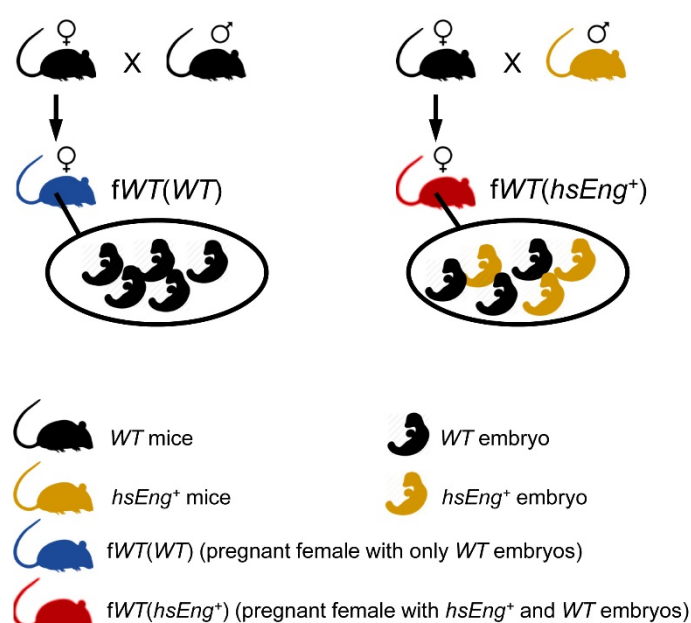 ♀ X ♂ ♀ X ♂
♀ fWT(WT) ♀ fWT(hsEng⁺)
WT mice WT embryo
hsEng⁺ mice hsEng⁺ embryo
fWT(WT) (pregnant female with only WT embryos)
fWT(hsEng⁺) (pregnant female with hsEng⁺ and WT embryos)